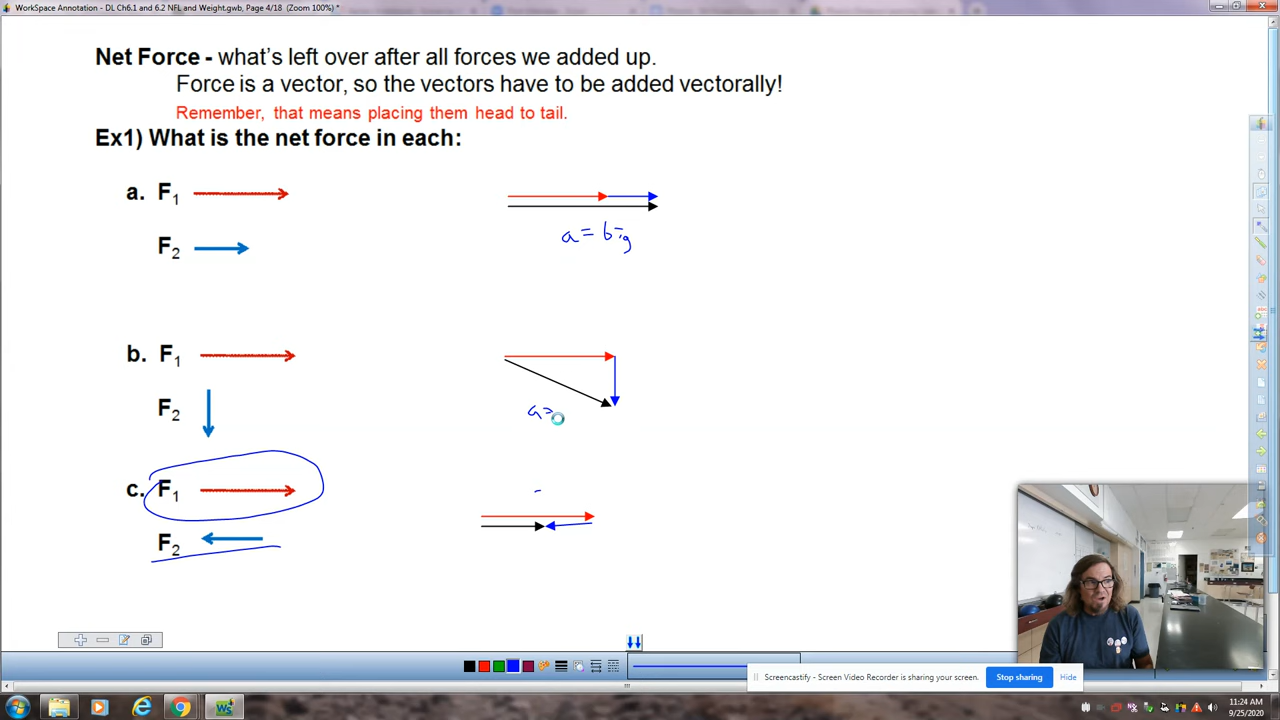 WorkSpace Annotation - DL Ch6.1 and 6.2 NFL and Weight.gwb, Page 4/18 (Zoom 100%) *
Net Force - what's left over after all forces we added up.
Force is a vector, so the vectors have to be added vectorally!
Remember, that means placing them head to tail.
Ex1) What is the net force in each:
a. F1
a = big
F2
b. F1
F2
a=
c. F1
F2
Screencastify - Screen Video Recorder is sharing your screen. Stop sharing Hide
11:24 AM
9/25/2020